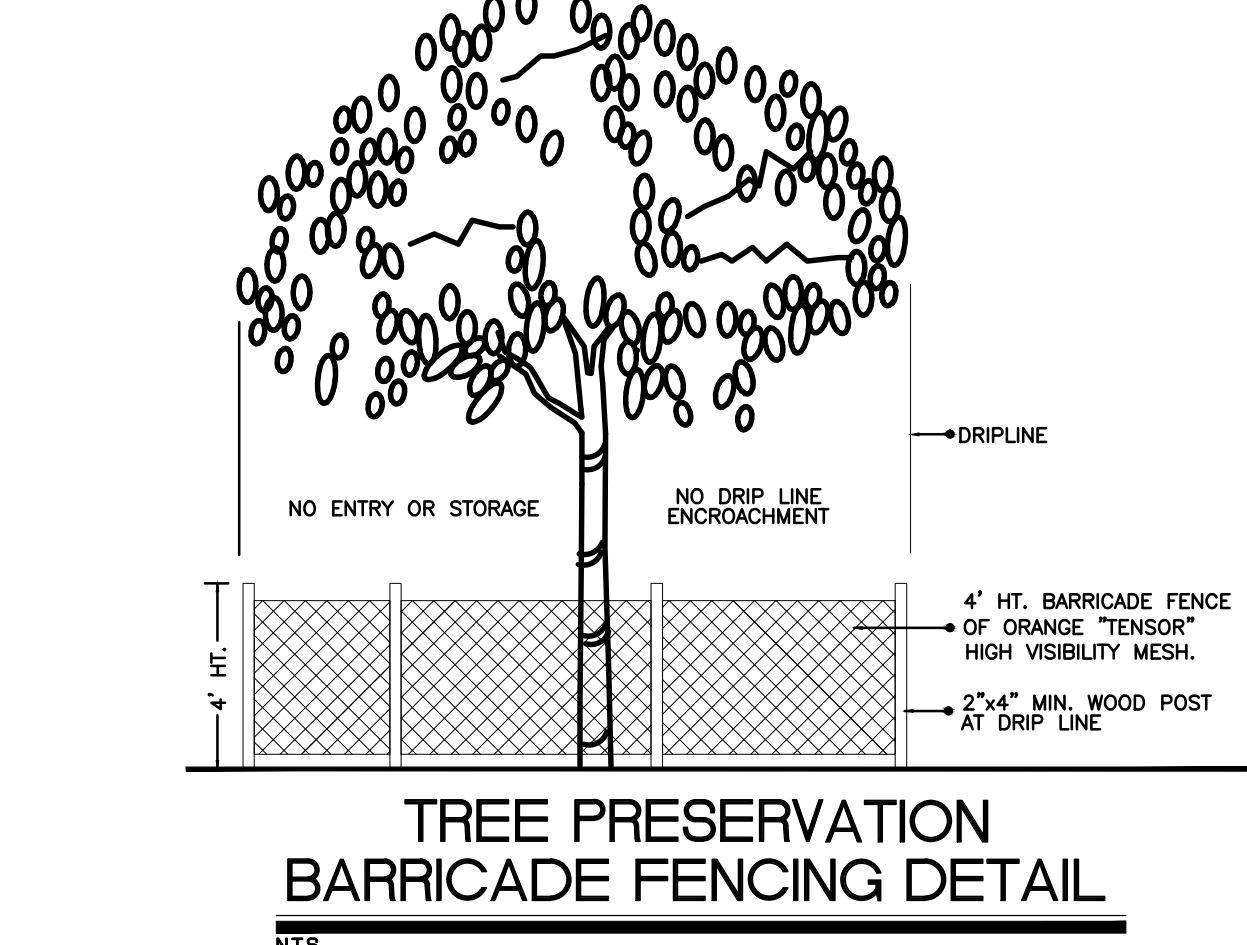 DRIPLINE
NO ENTRY OR STORAGE
NO DRIP LINE
ENCROACHMENT
4' HT.
4' HT. BARRICADE FENCE
OF ORANGE "TENSOR"
HIGH VISIBILITY MESH.
2"x4" MIN. WOOD POST
AT DRIP LINE
TREE PRESERVATION
BARRICADE FENCING DETAIL
NTS